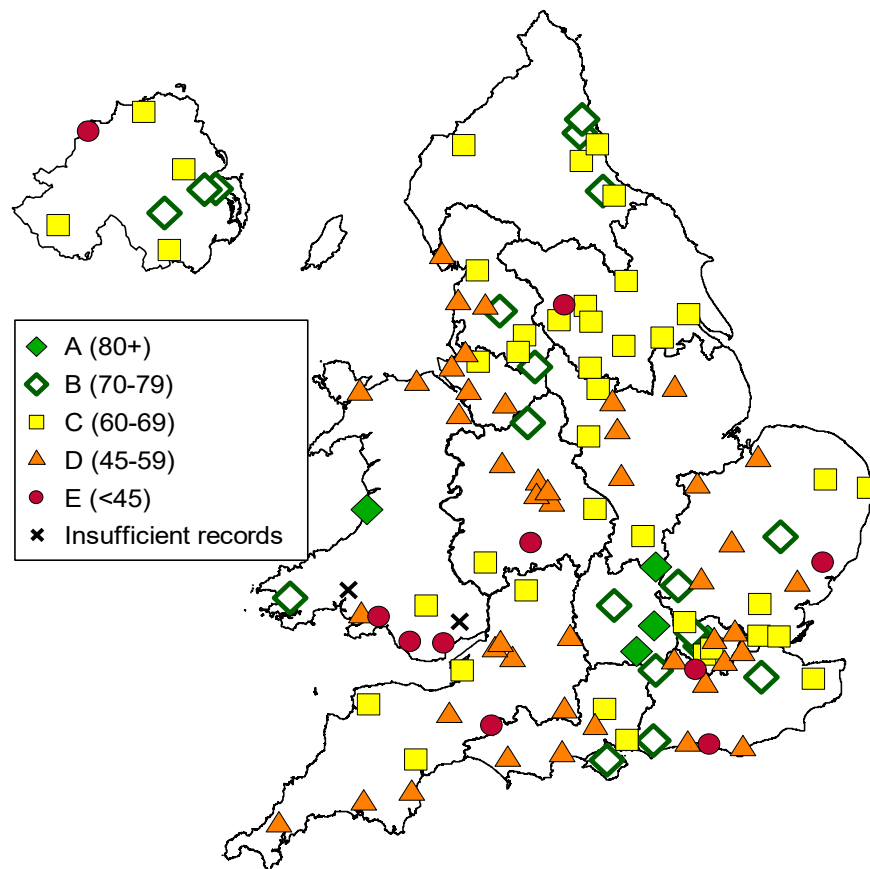 A (80+)
B (70-79)
C (60-69)
D (45-59)
E (<45)
Insufficient records